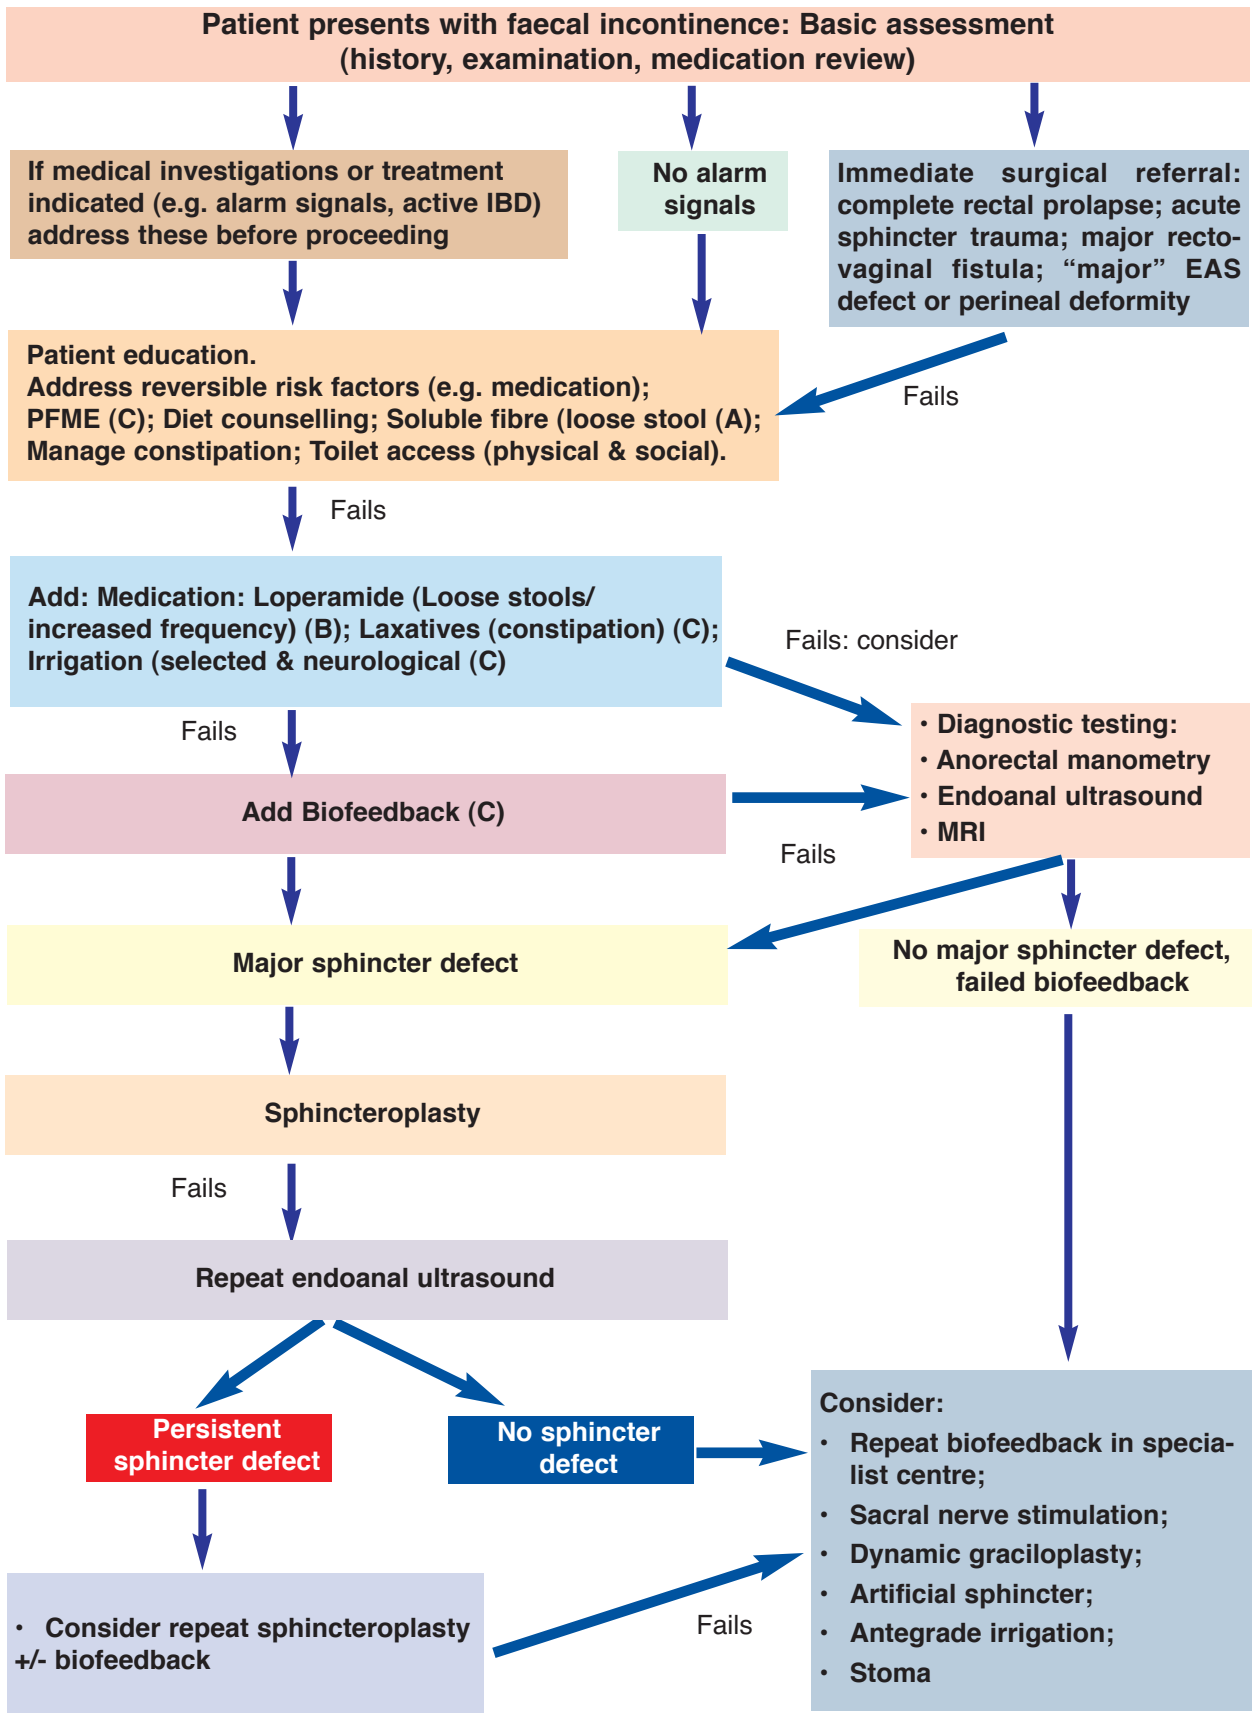 Patient presents with faecal incontinence: Basic assessment
(history, examination, medication review)
If medical investigations or treatment
indicated (e.g. alarm signals, active IBD)
address these before proceeding
No alarm
signals
Immediate surgical referral:
complete rectal prolapse; acute
sphincter trauma; major recto-
vaginal fistula; “major” EAS
defect or perineal deformity
Fails
Patient education.
Address reversible risk factors (e.g. medication);
PFME (C); Diet counselling; Soluble fibre (loose stool (A);
Manage constipation; Toilet access (physical & social).
Fails
Add: Medication: Loperamide (Loose stools/
increased frequency) (B); Laxatives (constipation) (C);
Irrigation (selected & neurological (C)
Fails: consider
Fails
• Diagnostic testing:
• Anorectal manometry
• Endoanal ultrasound
• MRI
Add Biofeedback (C)
Fails
Major sphincter defect
No major sphincter defect,
failed biofeedback
Sphincteroplasty
Fails
Repeat endoanal ultrasound
Persistent
sphincter defect
No sphincter
defect
Consider:
• Repeat biofeedback in specia-
list centre;
• Sacral nerve stimulation;
• Dynamic graciloplasty;
• Artificial sphincter;
• Antegrade irrigation;
• Stoma
• Consider repeat sphincteroplasty
+/- biofeedback
Fails